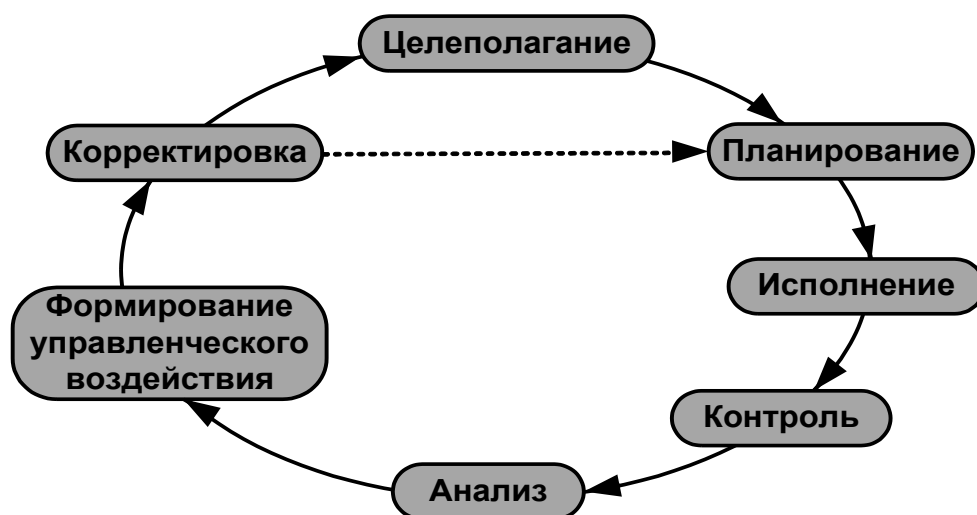 Целеполагание
Корректировка
Планирование
Исполнение
Формирование
управленческого
воздействия
Контроль
Анализ